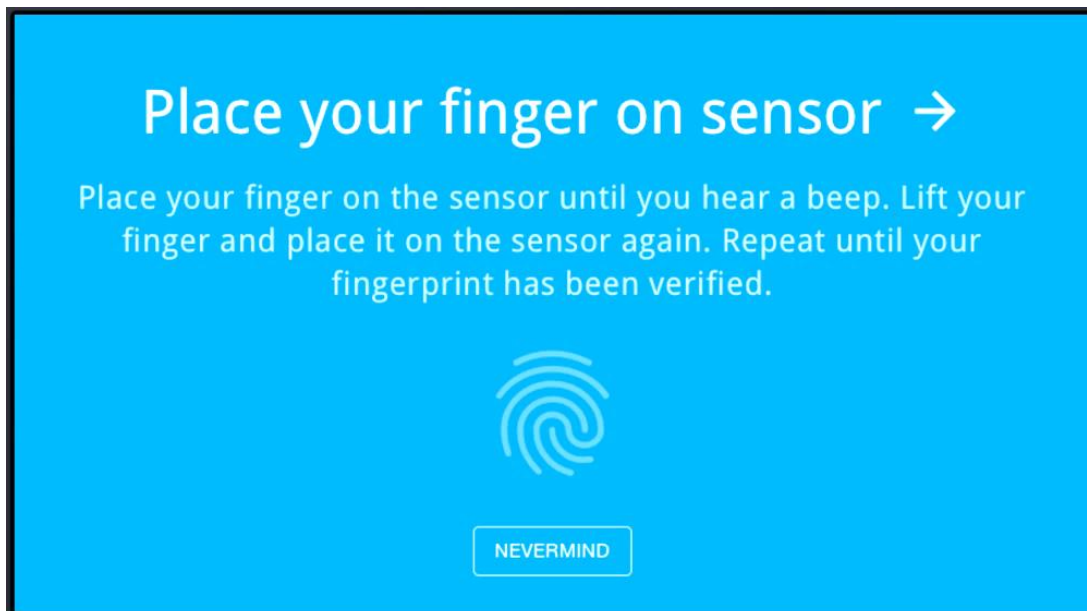 Place your finger on sensor →
Place your finger on the sensor until you hear a beep. Lift your
finger and place it on the sensor again. Repeat until your
fingerprint has been verified.
NEVERMIND